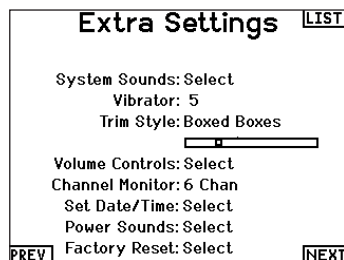 Extra Settings
LIST
System Sounds: Select
Vibrator: 5
Trim Style: Boxed Boxes
Volume Controls: Select
Channel Monitor: 6 Chan
Set Date/Time: Select
Power Sounds: Select
Factory Reset: Select
PREV
NEXT